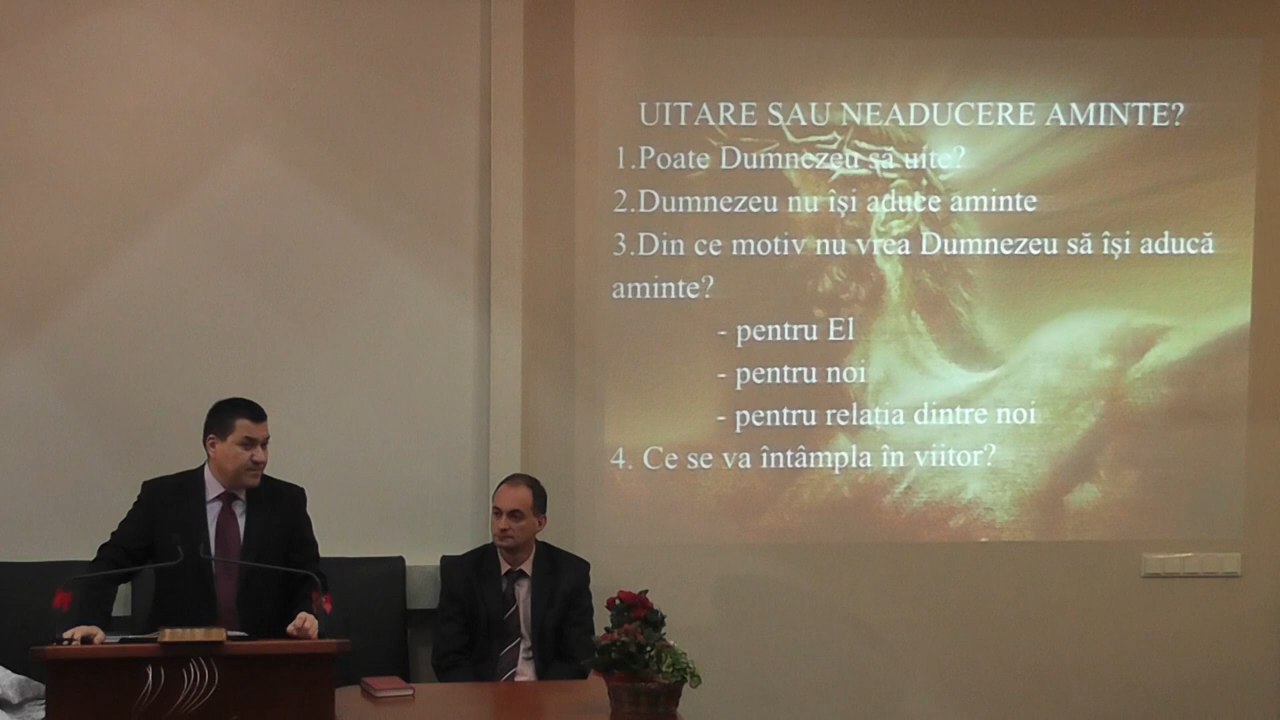 UITARE SAU NEADUCERE AMINTE?
1.Poate Dumnezeu să uite?
2.Dumnezeu nu își aduce aminte
3.Din ce motiv nu vrea Dumnezeu să își aducă
aminte?
- pentru El
- pentru noi
- pentru relația dintre noi
4. Ce se va întâmpla în viitor?